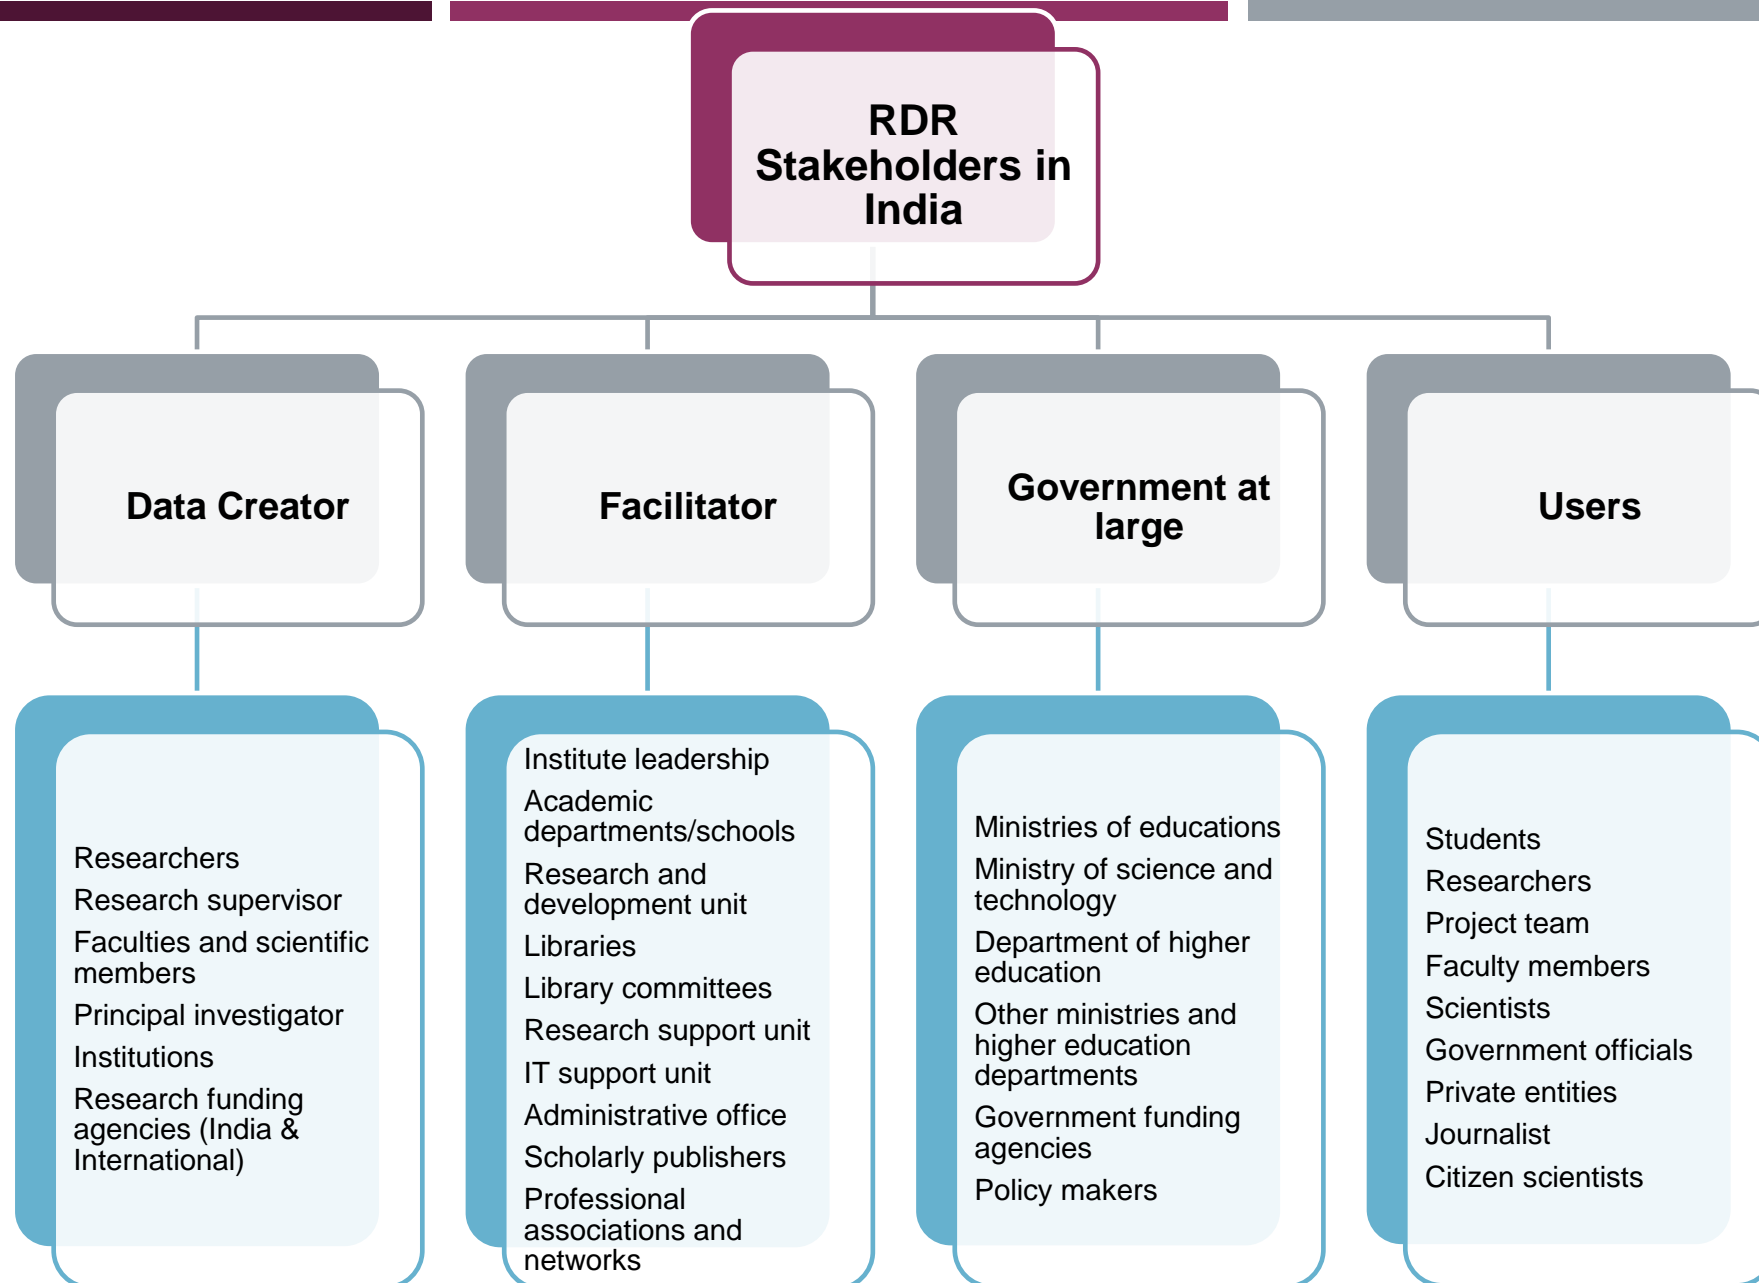 RDR
Stakeholders in
India
Data Creator
Facilitator
Government at
large
Users
Researchers
Research supervisor
Faculties and scientific
members
Principal investigator
Institutions
Research funding
agencies (India &
International)
Institute leadership
Academic
departments/schools
Research and
development unit
Libraries
Library committees
Research support unit
IT support unit
Administrative office
Scholarly publishers
Professional
associations and
networks
Ministries of educations
Ministry of science and
technology
Department of higher
education
Other ministries and
higher education
departments
Government funding
agencies
Policy makers
Students
Researchers
Project team
Faculty members
Scientists
Government officials
Private entities
Journalist
Citizen scientists